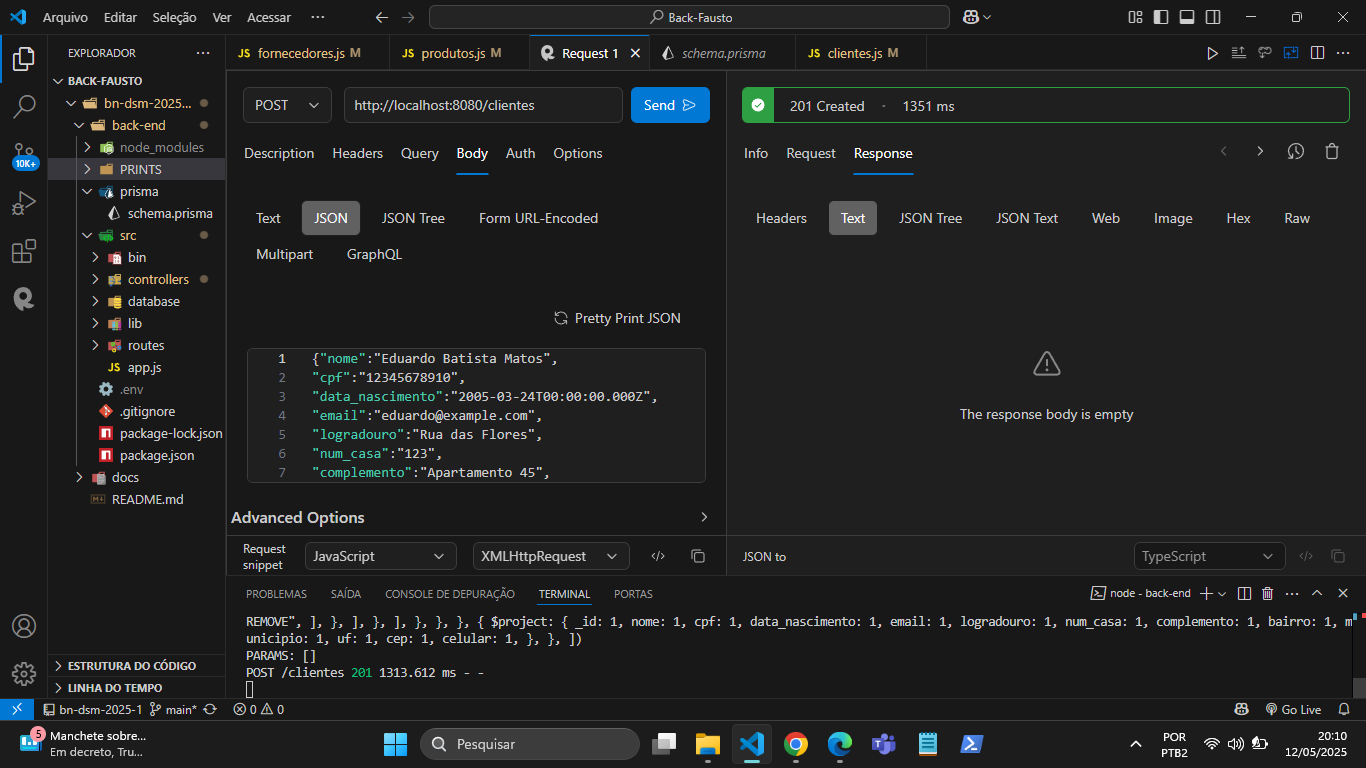 Arquivo Editar Seleção Ver Acessar ··· Back-Fausto
EXPLORADOR ···
BACK-FAUSTO
bn-dsm-2025...
back-end
node_modules
PRINTS
prisma
schema.prisma
src
bin
controllers
database
lib
routes
JS app.js
.env
.gitignore
package-lock.json
package.json
docs
README.md
ESTRUTURA DO CÓDIGO
LINHA DO TEMPO
10K+
JS fornecedores.js M JS produtos.js M Request 1 schema.prisma JS clientes.js M
POST http://localhost:8080/clientes Send
Description Headers Query Body Auth Options
Text JSON JSON Tree Form URL-Encoded
Multipart GraphQL
Pretty Print JSON
1 {"nome":"Eduardo Batista Matos",
2 "cpf":"12345678910",
3 "data_nascimento":"2005-03-24T00:00:00.000Z",
4 "email":"eduardo@example.com",
5 "logradouro":"Rua das Flores",
6 "num_casa":"123",
7 "complemento":"Apartamento 45",
Advanced Options
Request snippet JavaScript XMLHttpRequest
201 Created · 1351 ms
Info Request Response
Headers Text JSON Tree JSON Text Web Image Hex Raw
The response body is empty
JSON to TypeScript
PROBLEMAS SAÍDA CONSOLE DE DEPURAÇÃO TERMINAL PORTAS node - back-end
REMOVE", ], }, ], }, ], }, }, }, { $project: { _id: 1, nome: 1, cpf: 1, data_nascimento: 1, email: 1, logradouro: 1, num_casa: 1, complemento: 1, bairro: 1, m
unicipio: 1, uf: 1, cep: 1, celular: 1, }, }, ])
PARAMS: []
POST /clientes 201 1313.612 ms - -
bn-dsm-2025-1 main* 0 0 Go Live
5 Manchete sobre...
Em decreto, Tru...
Pesquisar
POR
PTB2
20:10
12/05/2025